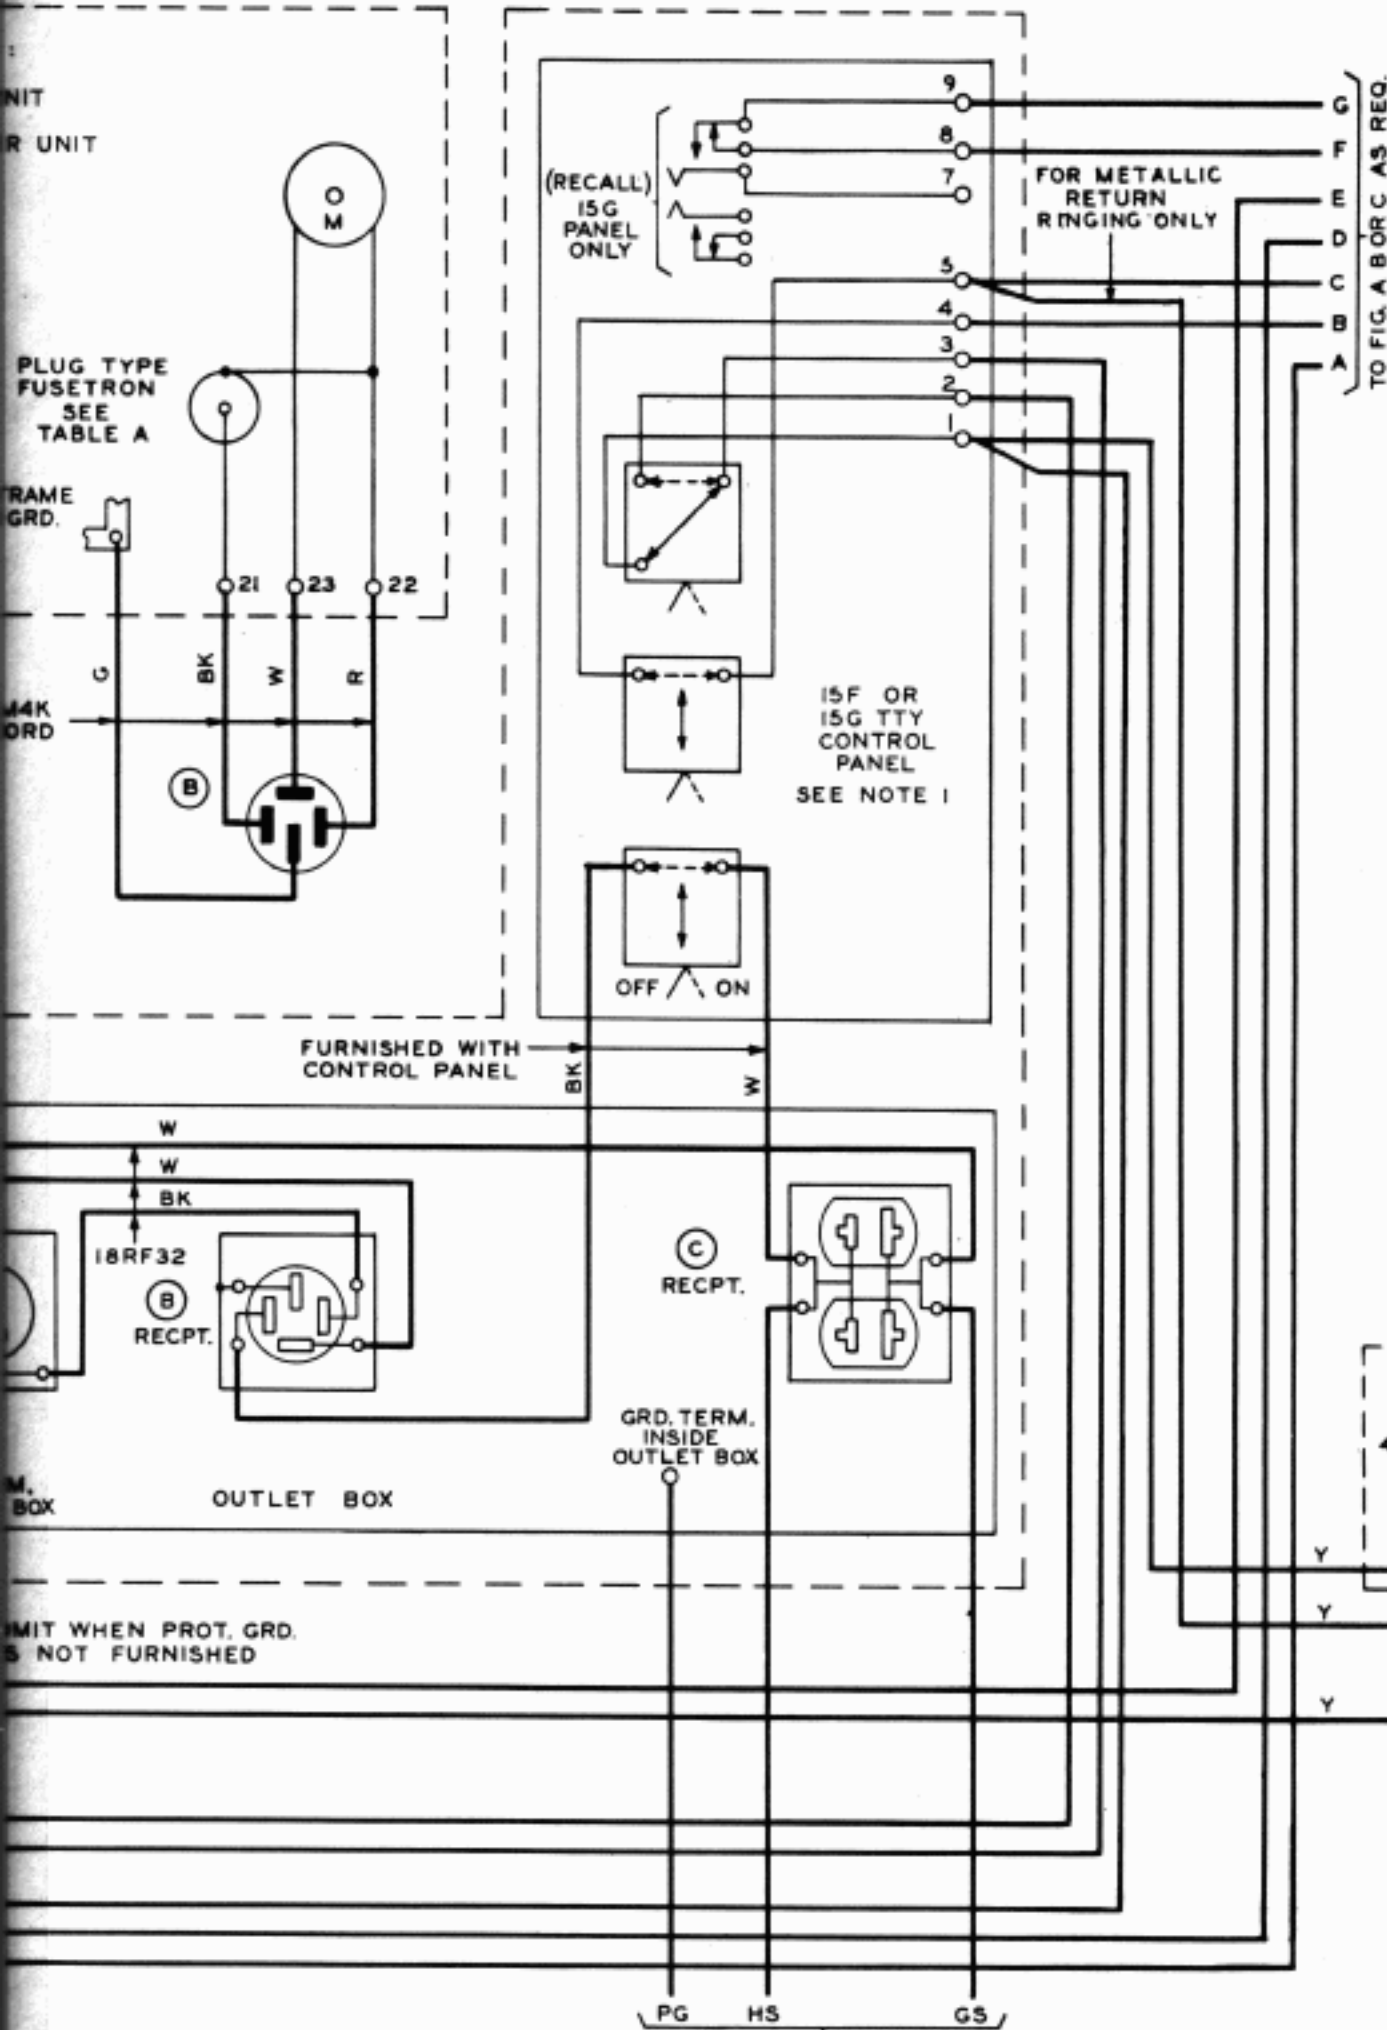 :
NIT
R UNIT
M
PLUG TYPE
FUSETRON
SEE
TABLE A
RAME
GRD.
21
23
22
G
BK
W
R
M4K
ORD
B
(RECALL)
15G
PANEL
ONLY
9
8
7
5
4
3
2
1
FOR METALLIC
RETURN
RINGING ONLY
G
F
E
D
C
B
A
TO FIG. A B OR C AS REQ.
15F OR
15G TTY
CONTROL
PANEL
SEE NOTE 1
OFF
ON
FURNISHED WITH
CONTROL PANEL
BK
W
W
W
BK
18RF32
B
RECPT.
C
RECPT.
GRD. TERM.
INSIDE
OUTLET BOX
M.
BOX
OUTLET BOX
Y
Y
Y
MIT WHEN PROT. GRD.
S NOT FURNISHED
PG
HS
GS